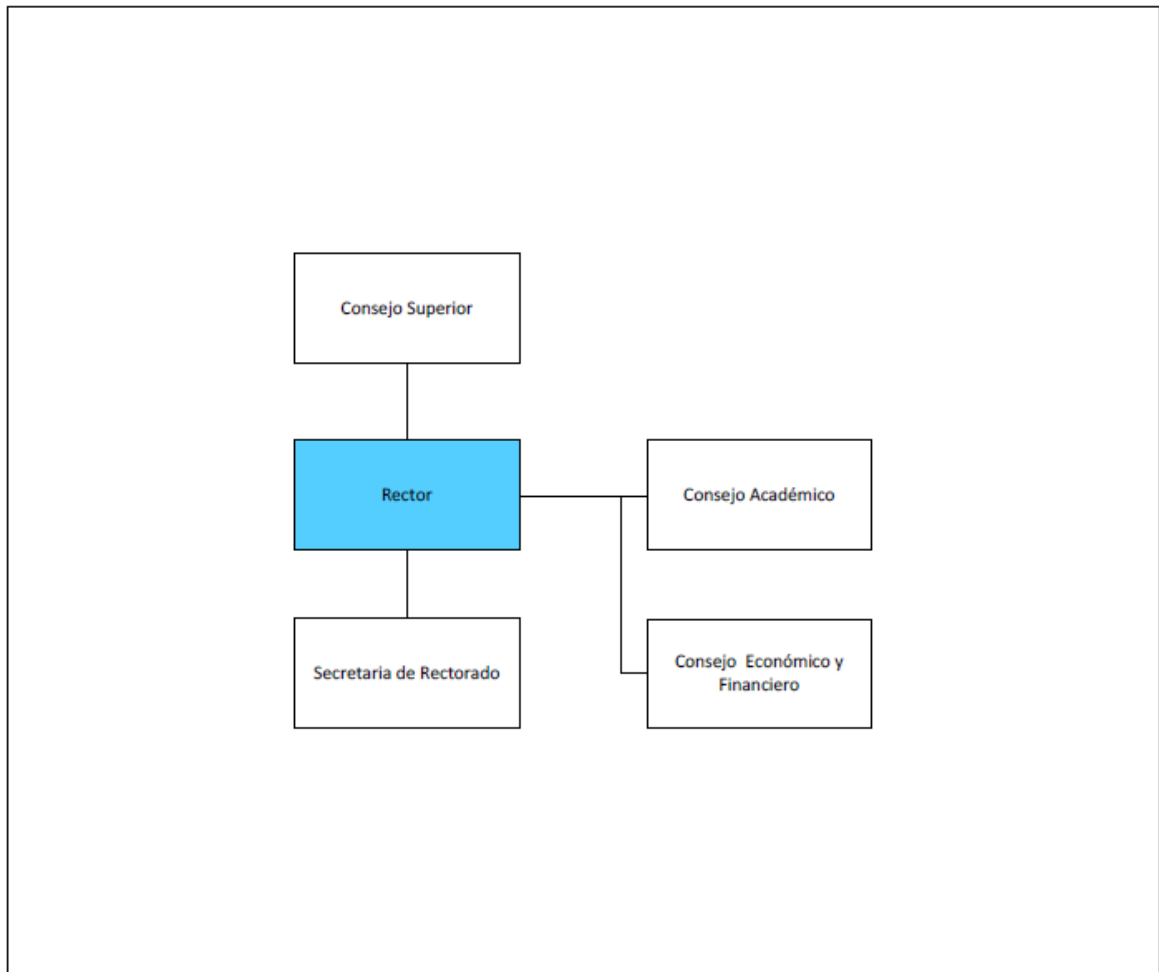 Consejo Superior
Rector
Consejo Académico
Secretaria de Rectorado
Consejo Económico y
Financiero